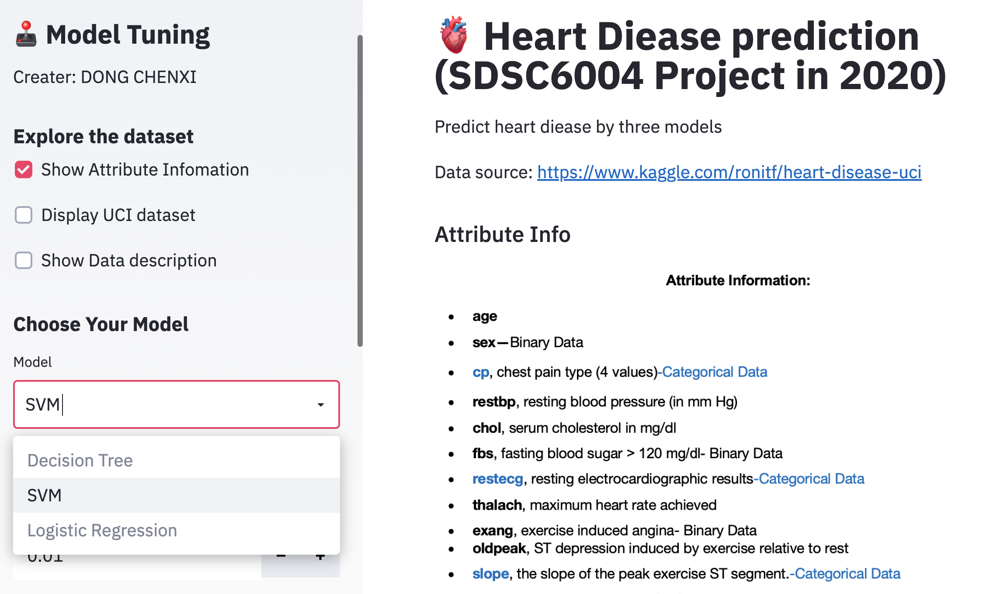 Model Tuning
Creater: DONG CHENXI
Explore the dataset
Show Attribute Infomation
Display UCI dataset
Show Data description
Choose Your Model
Model
SVM
Decision Tree
SVM
Logistic Regression
0.01
Heart Diease prediction
(SDSC6004 Project in 2020)
Predict heart diease by three models
Data source: https://www.kaggle.com/ronitf/heart-disease-uci
Attribute Info
Attribute Information:
• age
• sex—Binary Data
• cp, chest pain type (4 values)-Categorical Data
• restbp, resting blood pressure (in mm Hg)
• chol, serum cholesterol in mg/dl
• fbs, fasting blood sugar > 120 mg/dl- Binary Data
• restecg, resting electrocardiographic results-Categorical Data
• thalach, maximum heart rate achieved
• exang, exercise induced angina- Binary Data
• oldpeak, ST depression induced by exercise relative to rest
• slope, the slope of the peak exercise ST segment.-Categorical Data